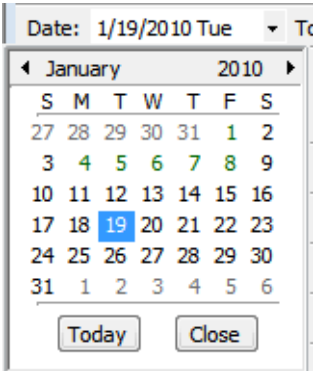 Date: 1/19/2010 Tue To
January 2010
S M T W T F S
27 28 29 30 31 1 2
3 4 5 6 7 8 9
10 11 12 13 14 15 16
17 18 19 20 21 22 23
24 25 26 27 28 29 30
31 1 2 3 4 5 6
Today Close